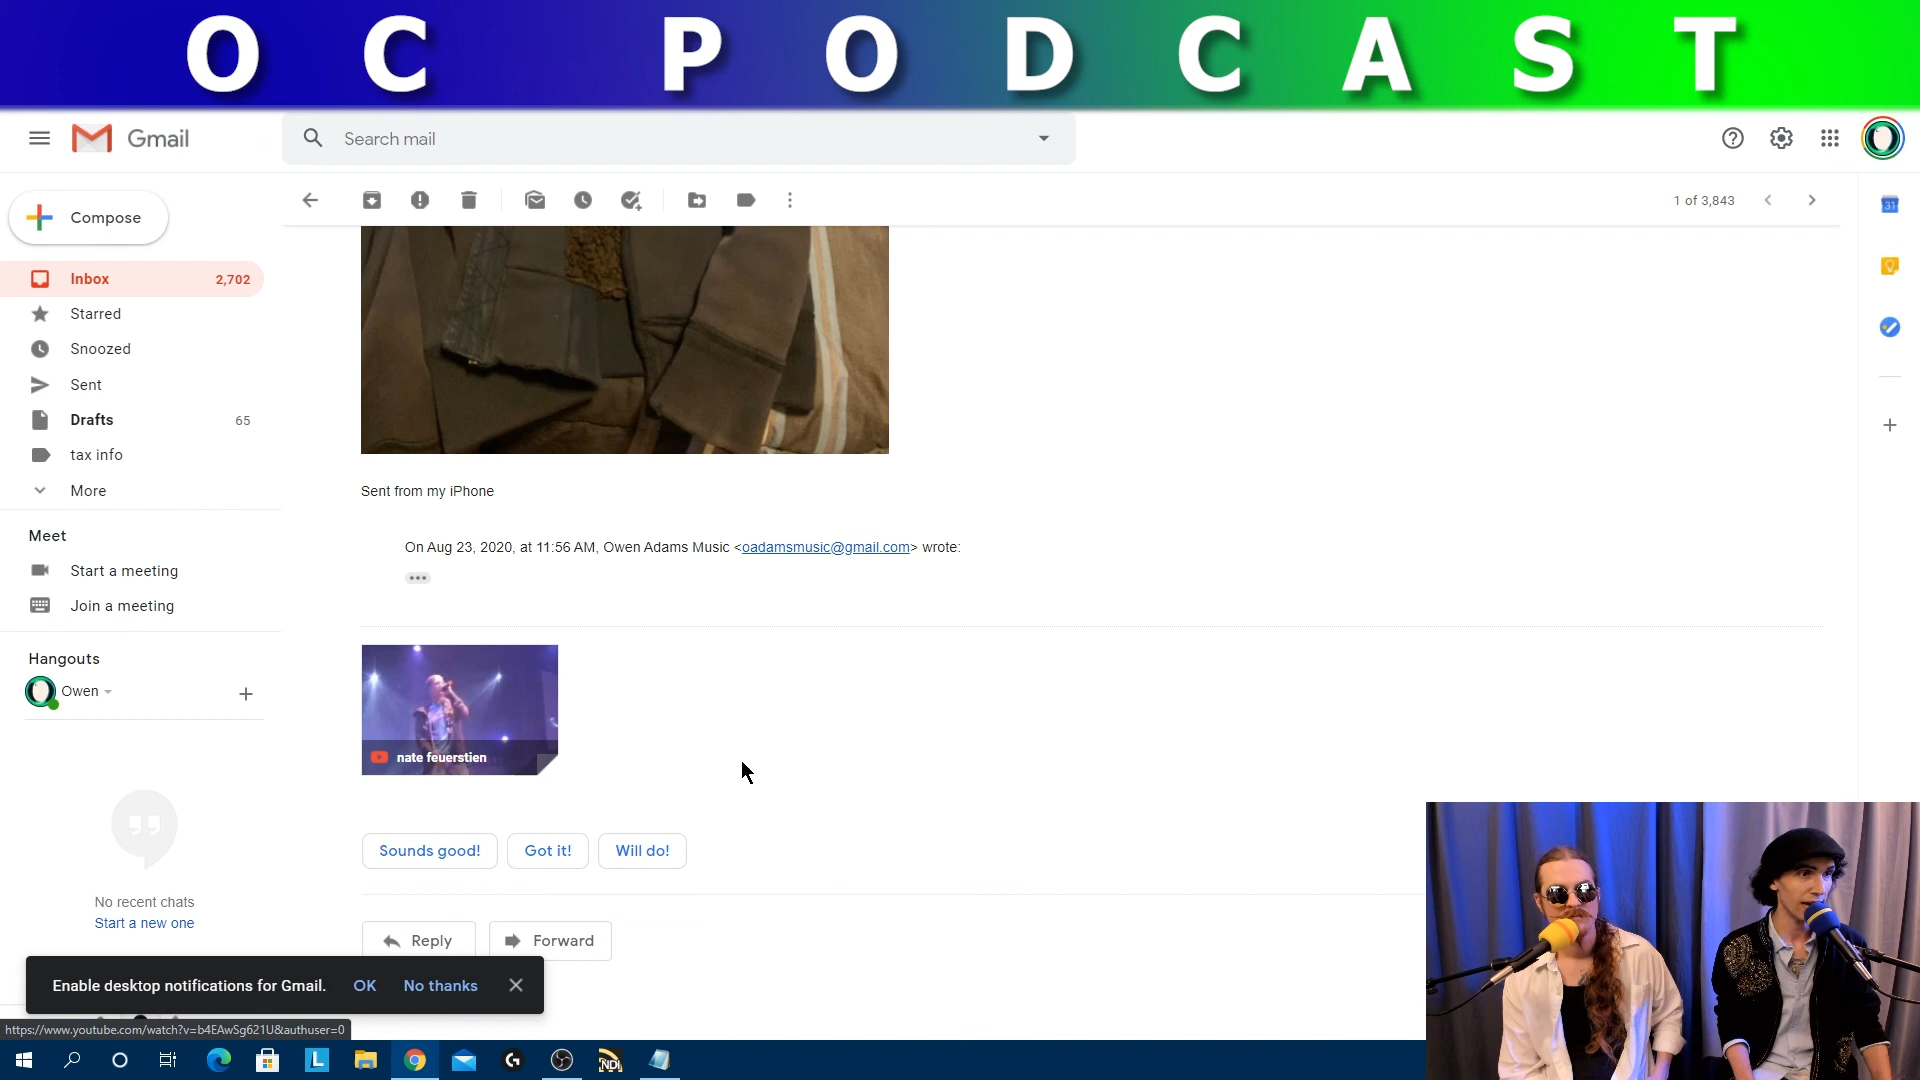 OC PODCAST
Gmail
Search mail
Compose
1 of 3,843
31
Inbox 2,702
Starred
Snoozed
Sent
Drafts 65
tax info
More
Sent from my iPhone
Meet
On Aug 23, 2020, at 11:56 AM, Owen Adams Music <oadamsmusic@gmail.com> wrote:
Start a meeting
Join a meeting
Hangouts
Owen
nate feuerstien
Sounds good!
Got it!
Will do!
No recent chats
Start a new one
Reply
Forward
Enable desktop notifications for Gmail. OK No thanks
https://www.youtube.com/watch?v=b4EAwSg621U&authuser=0
L
NDI